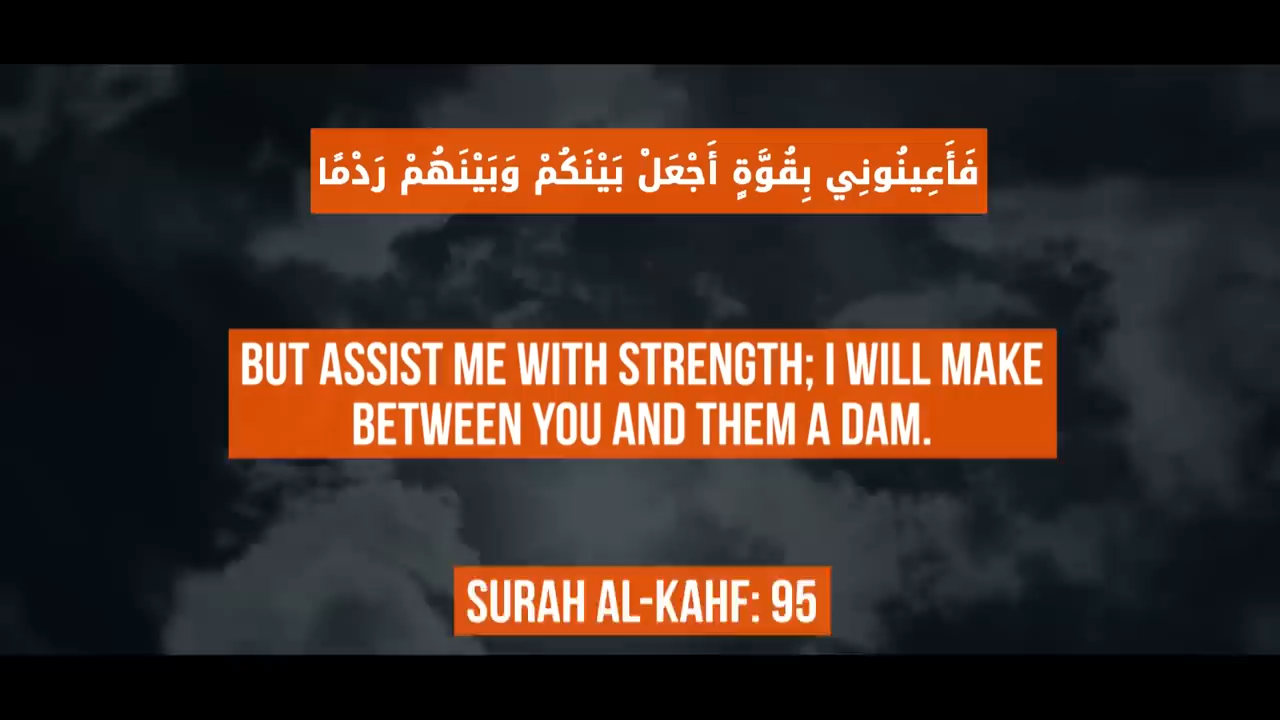 فَأَعِينُونِي بِقُوَّةٍ أَجْعَلْ بَيْنَكُمْ وَبَيْنَهُمْ رَدْمًا
BUT ASSIST ME WITH STRENGTH; I WILL MAKE
BETWEEN YOU AND THEM A DAM.
SURAH AL-KAHF: 95